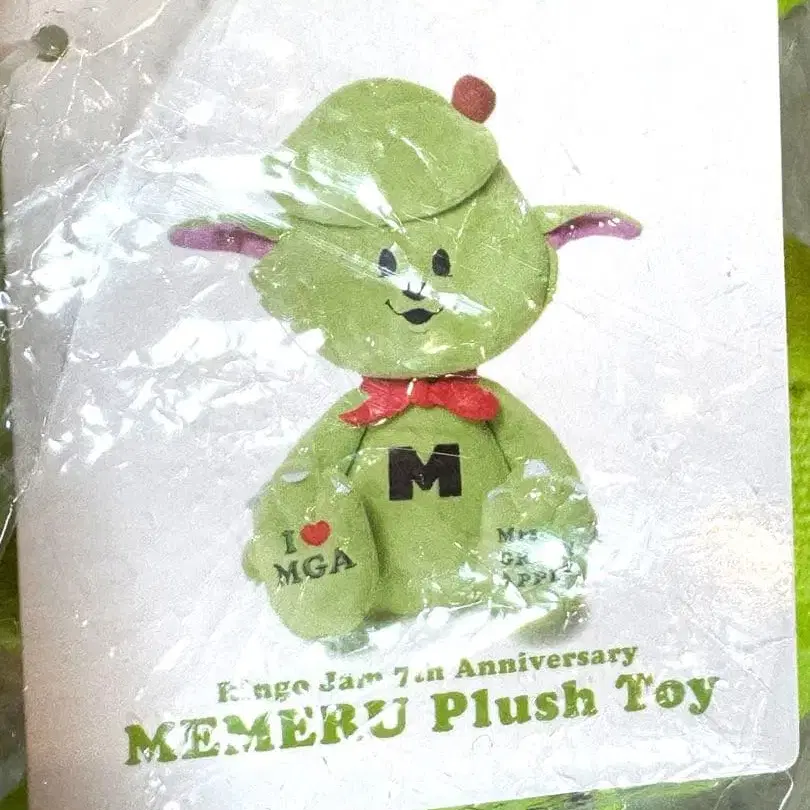 M
I ❤ MGA
Ringo Jam 7th Anniversary
MEMERU Plush Toy